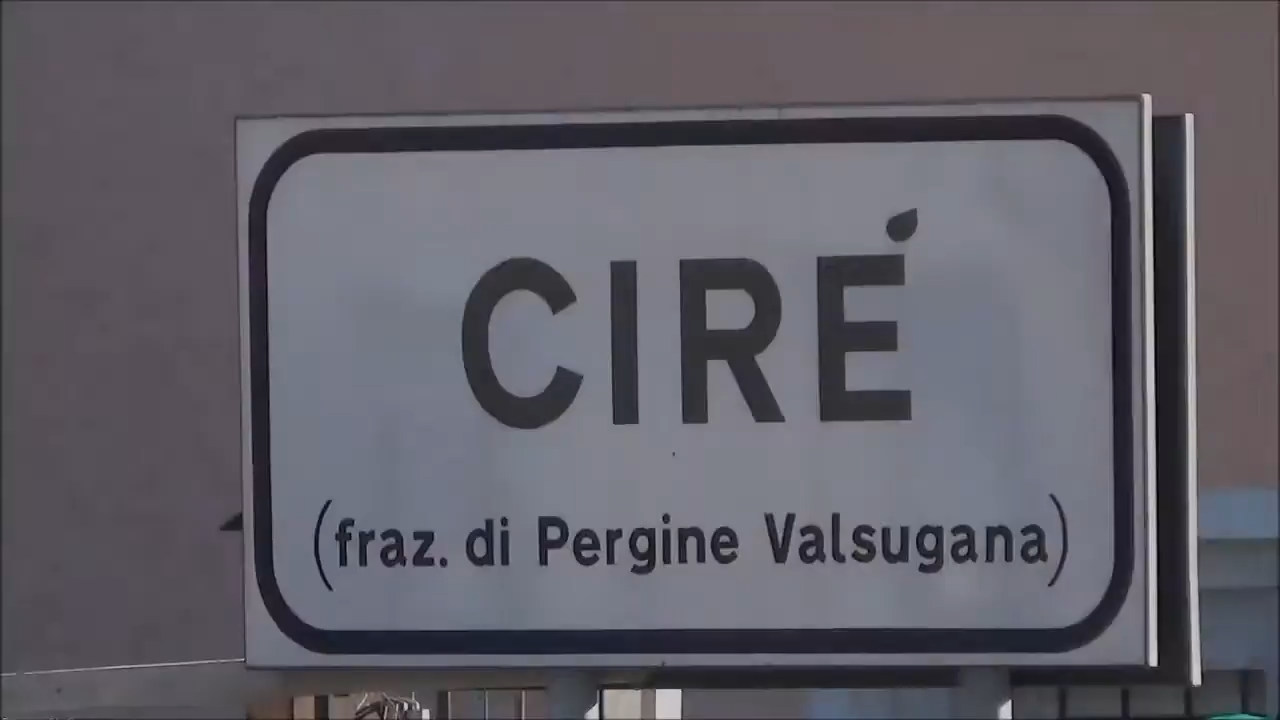 CIRÉ
(fraz. di Pergine Valsugana)